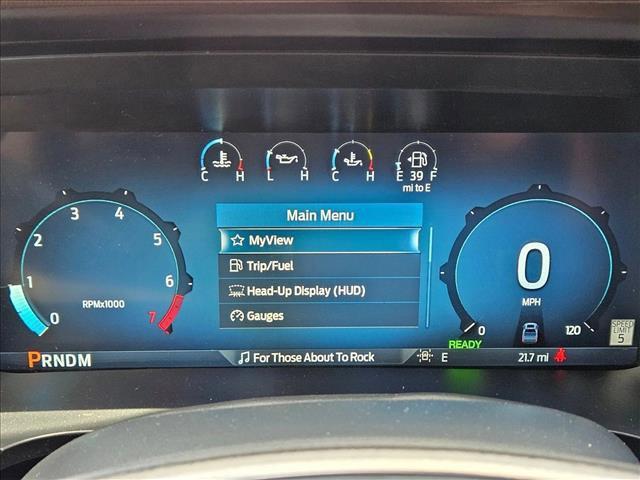 C H L H C H E 39 F
mi to E
Main Menu
MyView
Trip/Fuel
Head-Up Display (HUD)
Gauges
0 1 2 3 4 5 6 7
RPMx1000
0
MPH
0 120
SPEED
LIMIT
5
READY
PRNDM For Those About To Rock E 21.7 mi